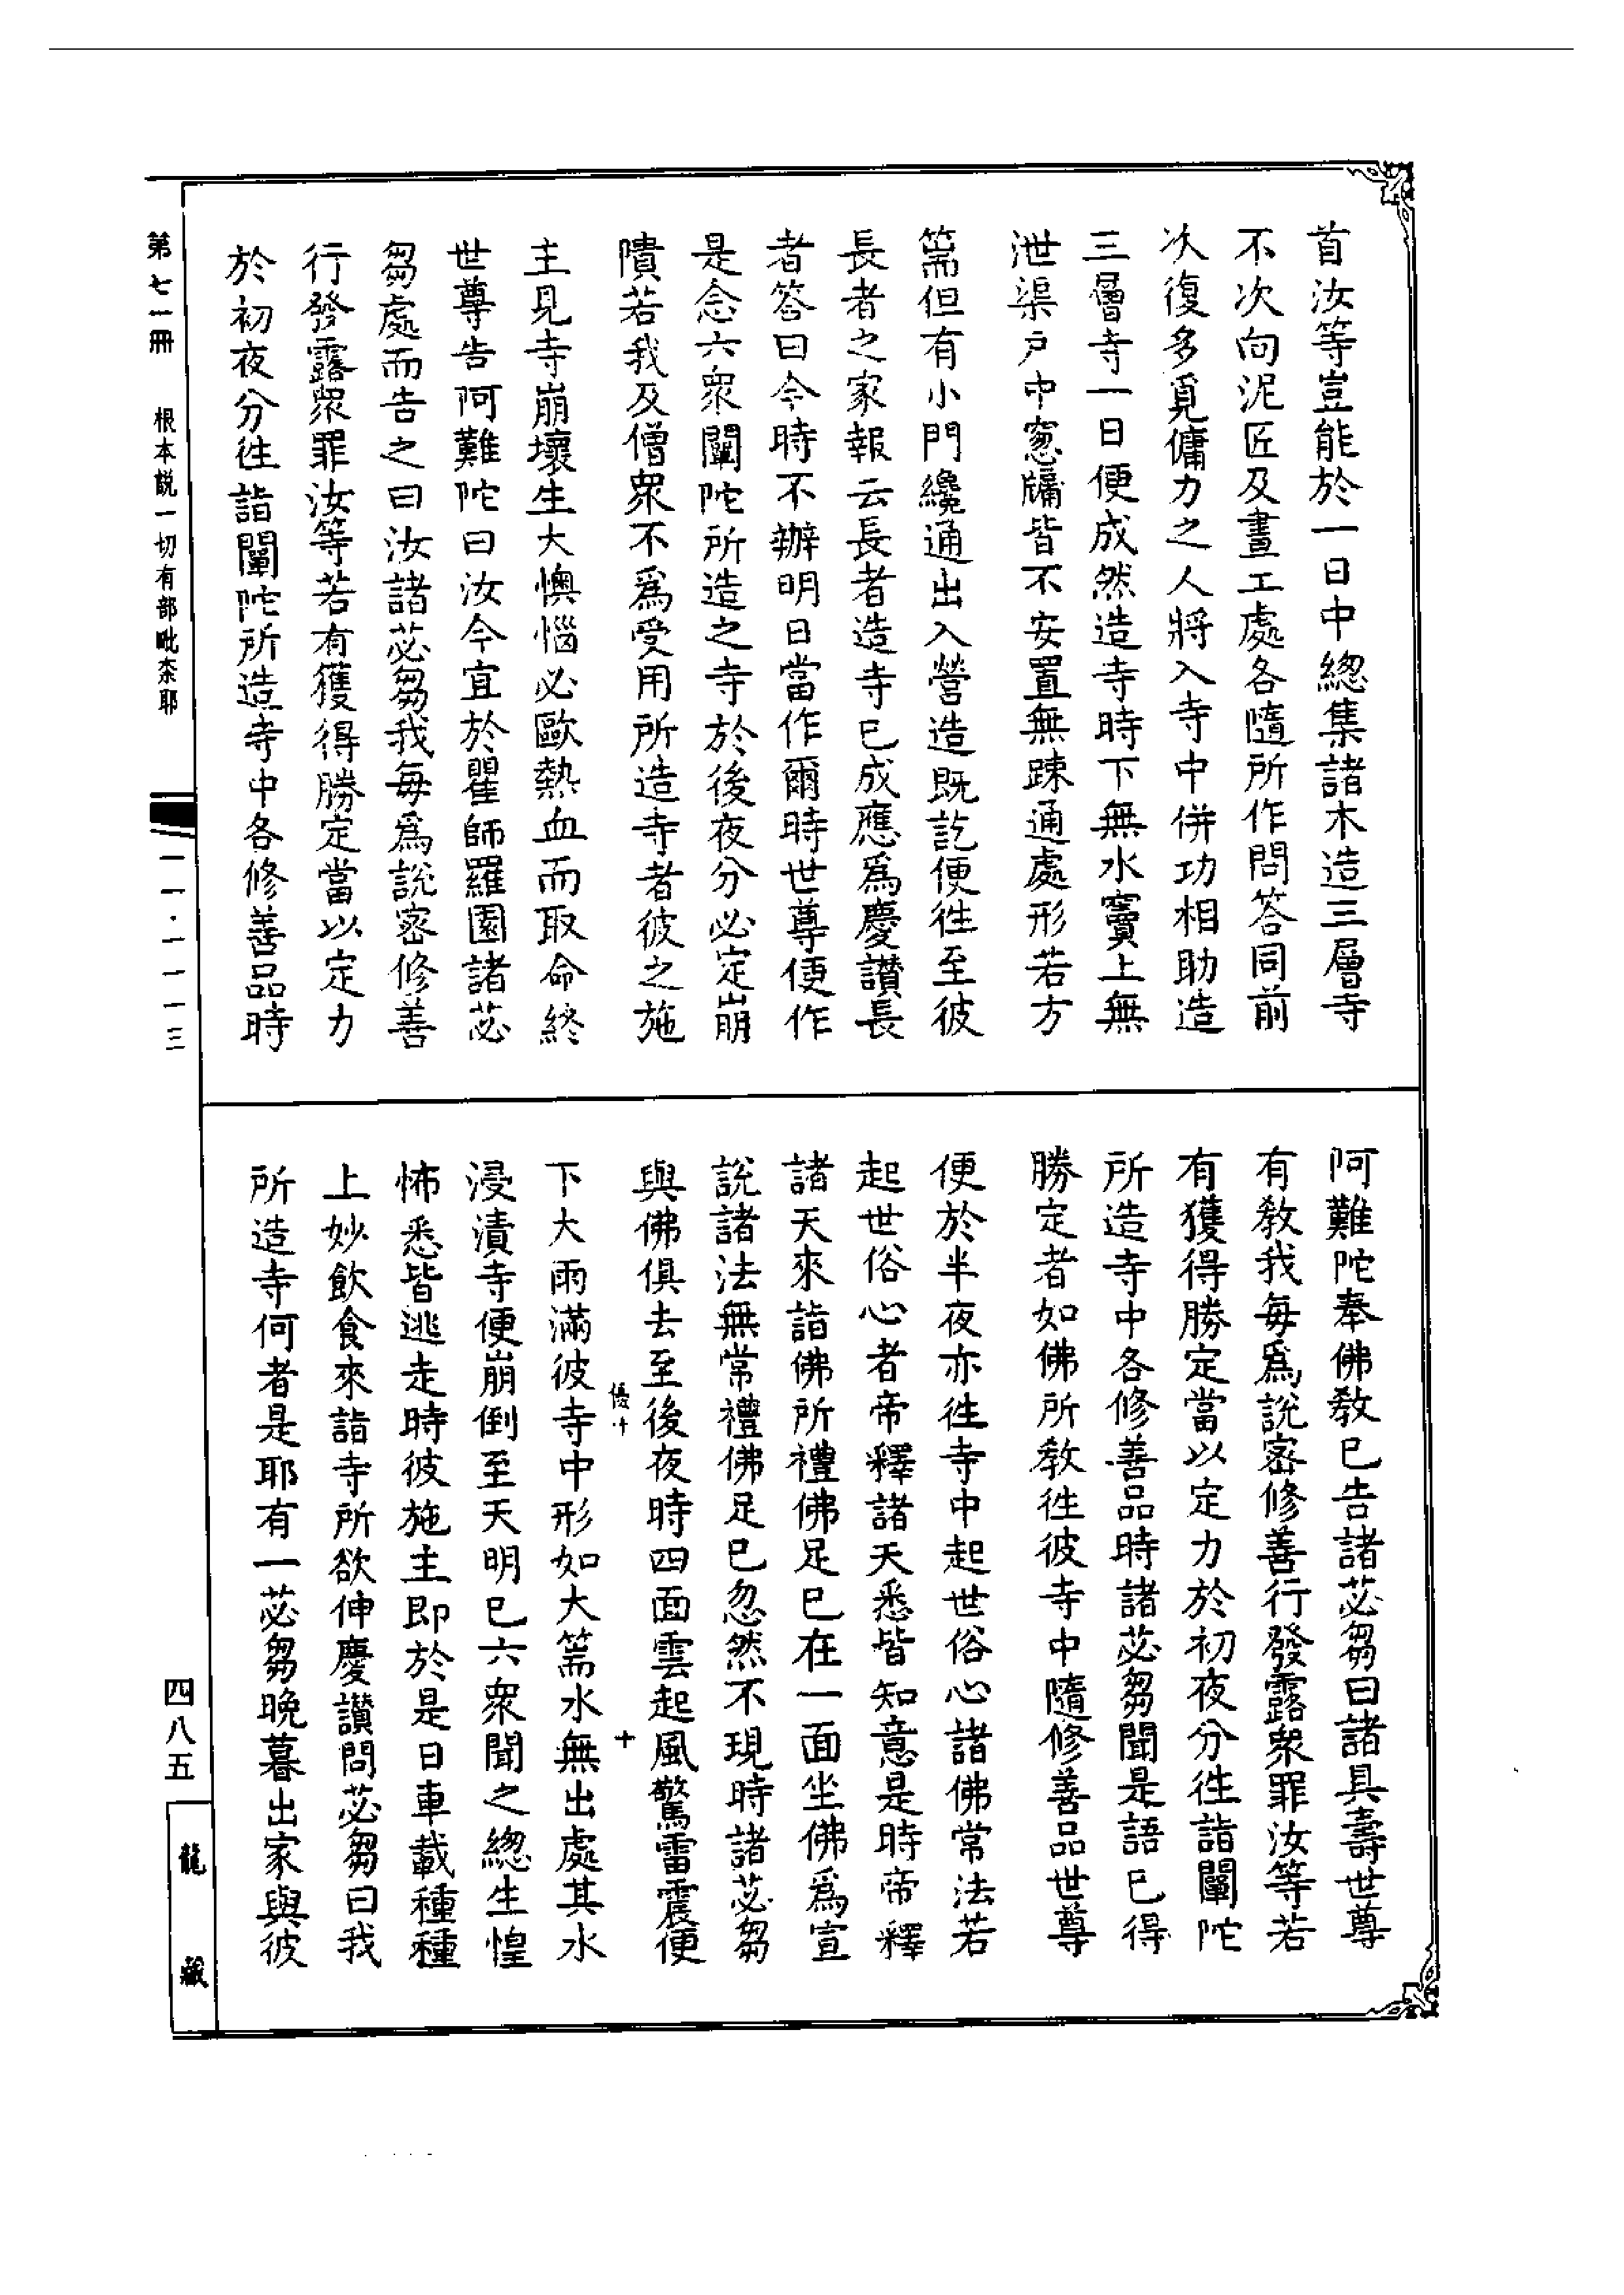 首汝等豈能於一日中總集諸木造三層寺
不次向泥匠及畫工處各隨所作問答同前
次復多覓傭力之人將入寺中併功相助造
三層寺一日便成然造寺時下無水竇上無
泄渠戶中窓牖皆不安置無踈通處形若方
篅但有小門纔通出入營造既訖便往至彼
長者之家報云長者造寺已成應爲慶讚長
者答曰今時不辦明日當作爾時世尊便作
是念六衆闡陀所造之寺於後夜分必定崩
隤若我及僧衆不爲受用所造寺者彼之施
主見寺崩壞生大懊惱必歐熱血而取命終
世尊告阿難陀曰汝今宜於瞿師羅園諸苾
芻處而告之曰汝諸苾芻我每爲說密修善
行發露衆罪汝等若有獲得勝定當以定力
於初夜分往詣闡陀所造寺中各修善品時
阿難陀奉佛教已告諸苾芻曰諸具壽世尊
有教我每爲說密修善行發露衆罪汝等若
有獲得勝定當以定力於初夜分往詣闡陀
所造寺中各修善品時諸苾芻聞是語已得
勝定者如佛所教往彼寺中隨修善品世尊
便於半夜亦往寺中起世俗心諸佛常法若
起世俗心者帝釋諸天悉皆知意是時帝釋
諸天來詣佛所禮佛足已在一面坐佛爲宣
說諸法無常禮佛足已忽然不現時諸苾芻
與佛俱去至後夜時四面雲起風驚雷震便
優十
十
下大雨滿彼寺中形如大篅水無出處其水
浸漬寺便崩倒至天明已六衆聞之總生惶
怖悉皆逃走時彼施主即於是日車載種種
上妙飲食來詣寺所欲伸慶讚問苾芻曰我
所造寺何者是耶有一苾芻晚暮出家與彼
第七一冊 根本説一切有部毗奈耶
一一·一一一三
四八五
龍藏